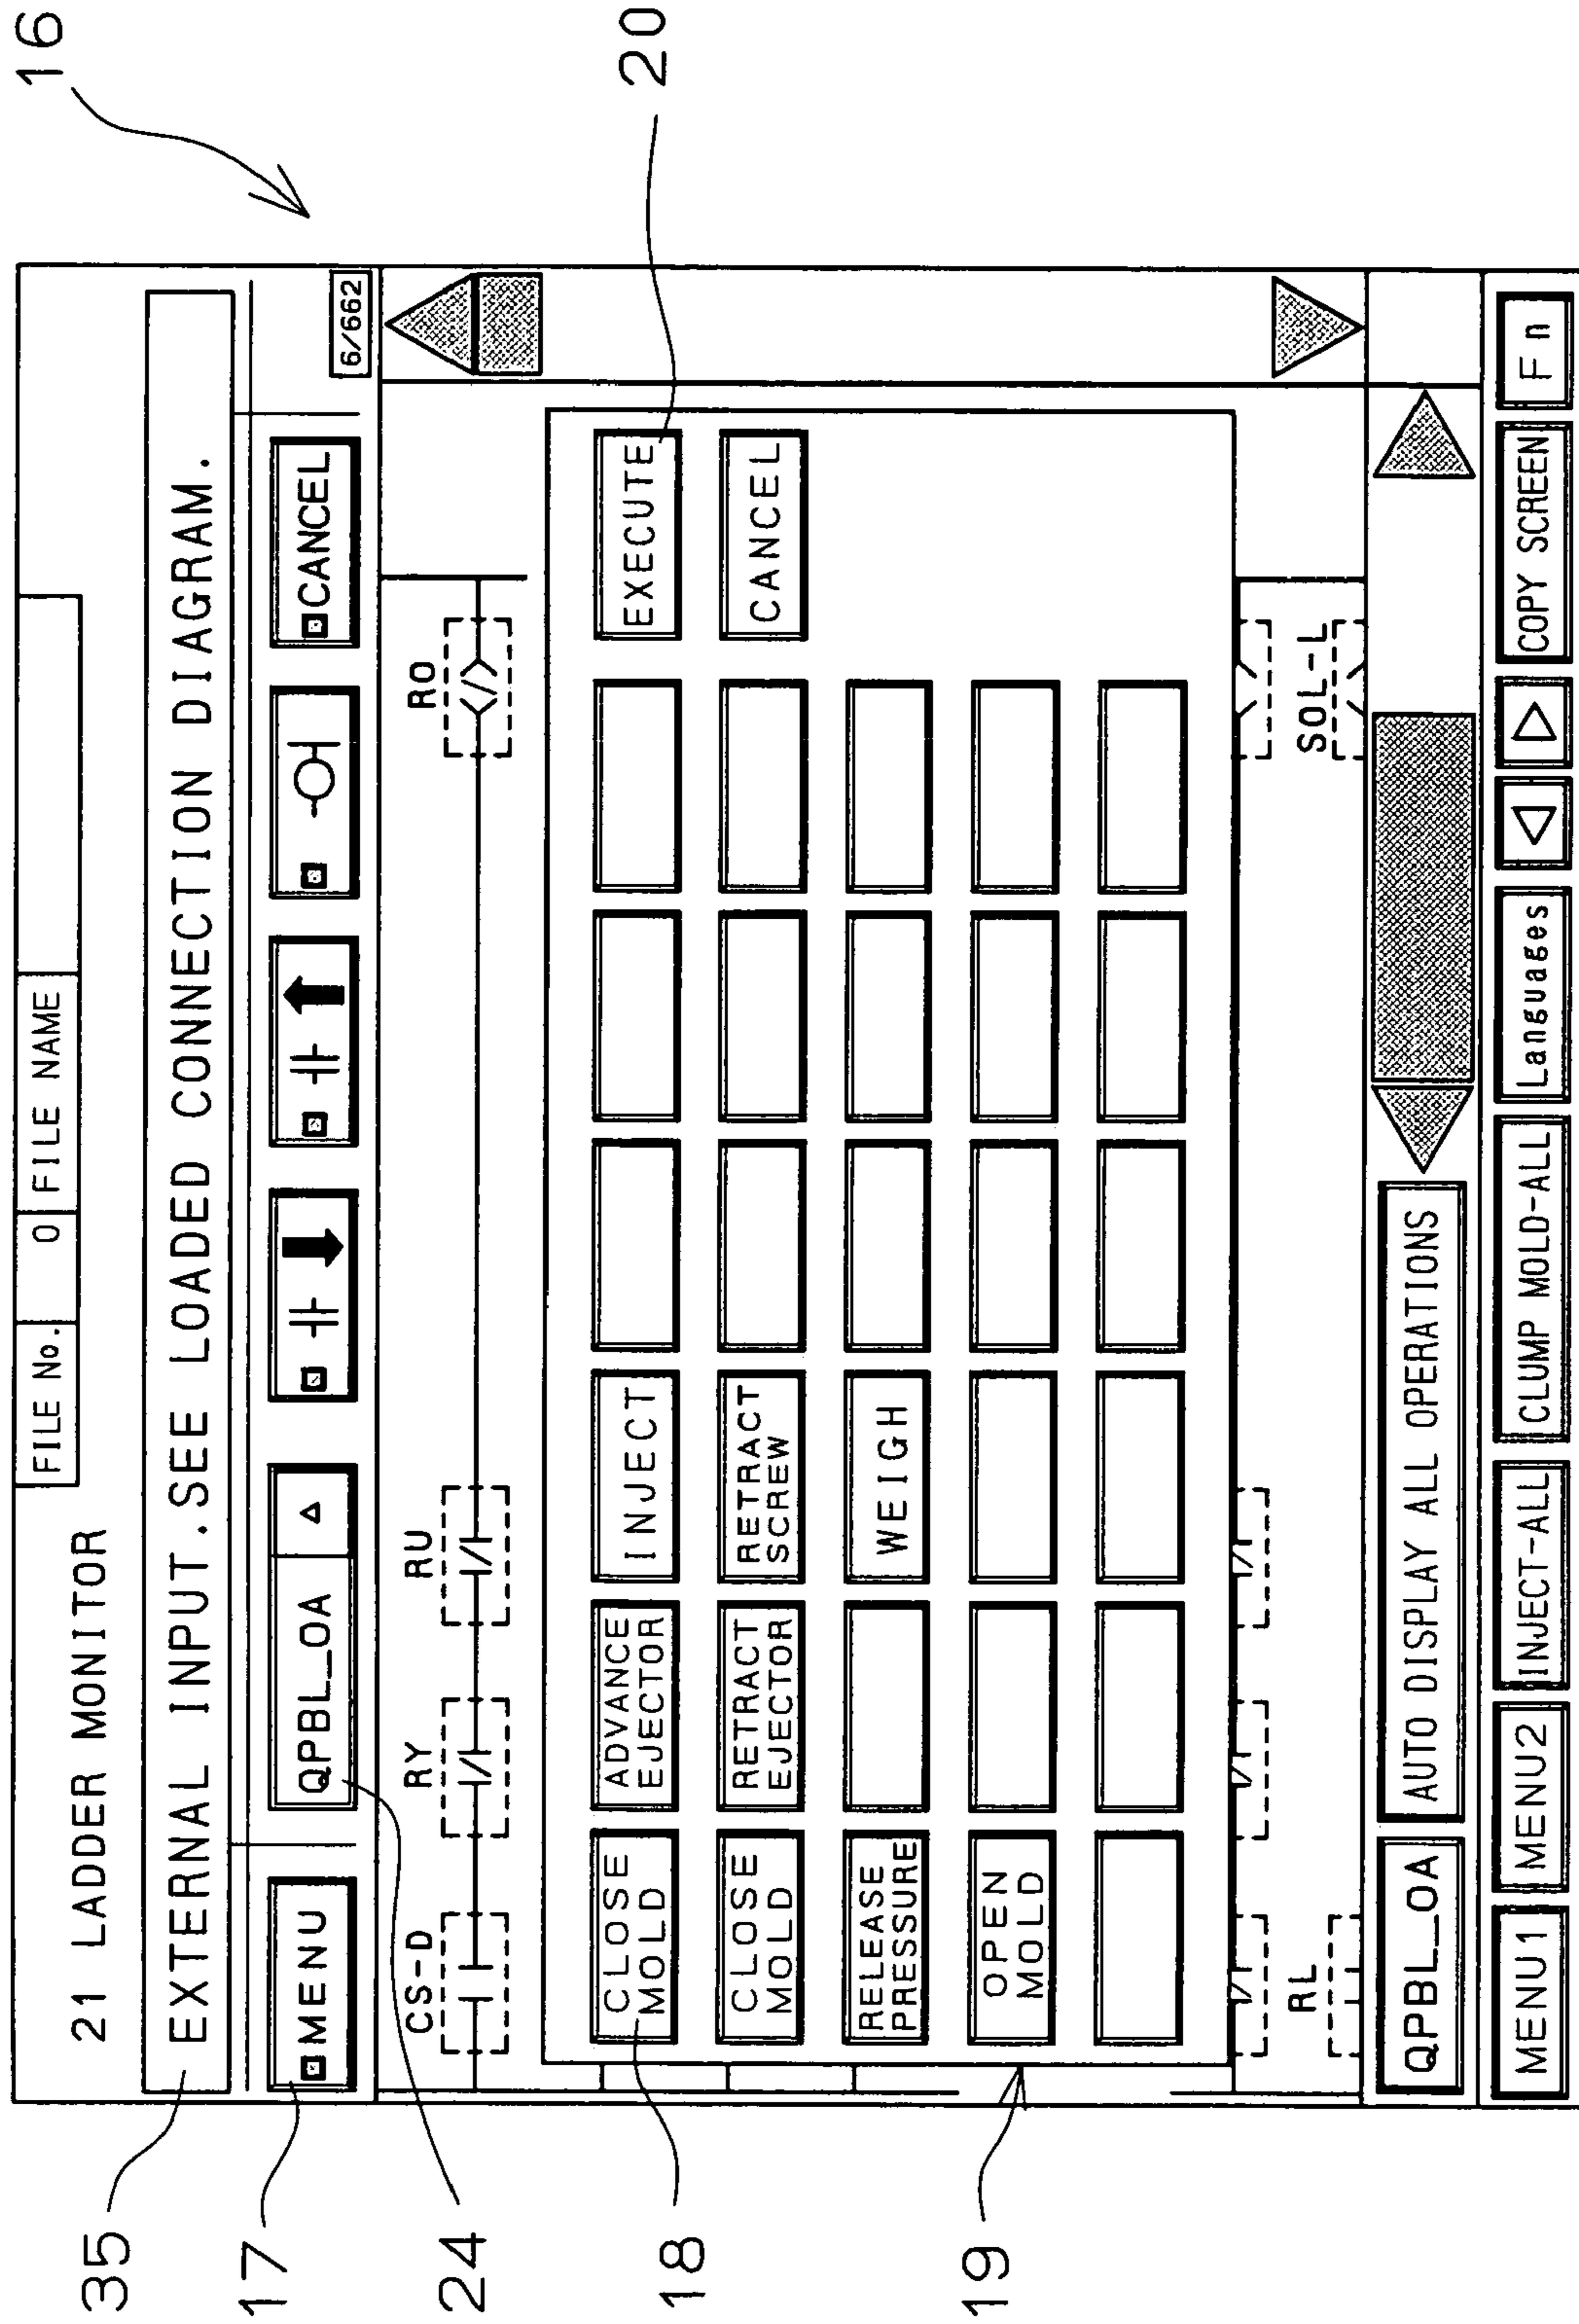 16
FILE No. 0 FILE NAME
21 LADDER MONITOR
35
EXTERNAL INPUT.SEE LOADED CONNECTION DIAGRAM.
17
MENU
QPBL_OA
CANCEL
6/662
24
CS-D
RY
RU
RO
20
CLOSE
MOLD
ADVANCE
EJECTOR
INJECT
EXECUTE
18
CLOSE
MOLD
RETRACT
EJECTOR
RETRACT
SCREW
CANCEL
RELEASE
PRESSURE
WEIGH
OPEN
MOLD
19
RL
SOL-L
QPBL_OA
AUTO DISPLAY ALL OPERATIONS
MENU1 MENU2 INJECT-ALL CLUMP MOLD-ALL Languages COPY SCREEN Fn